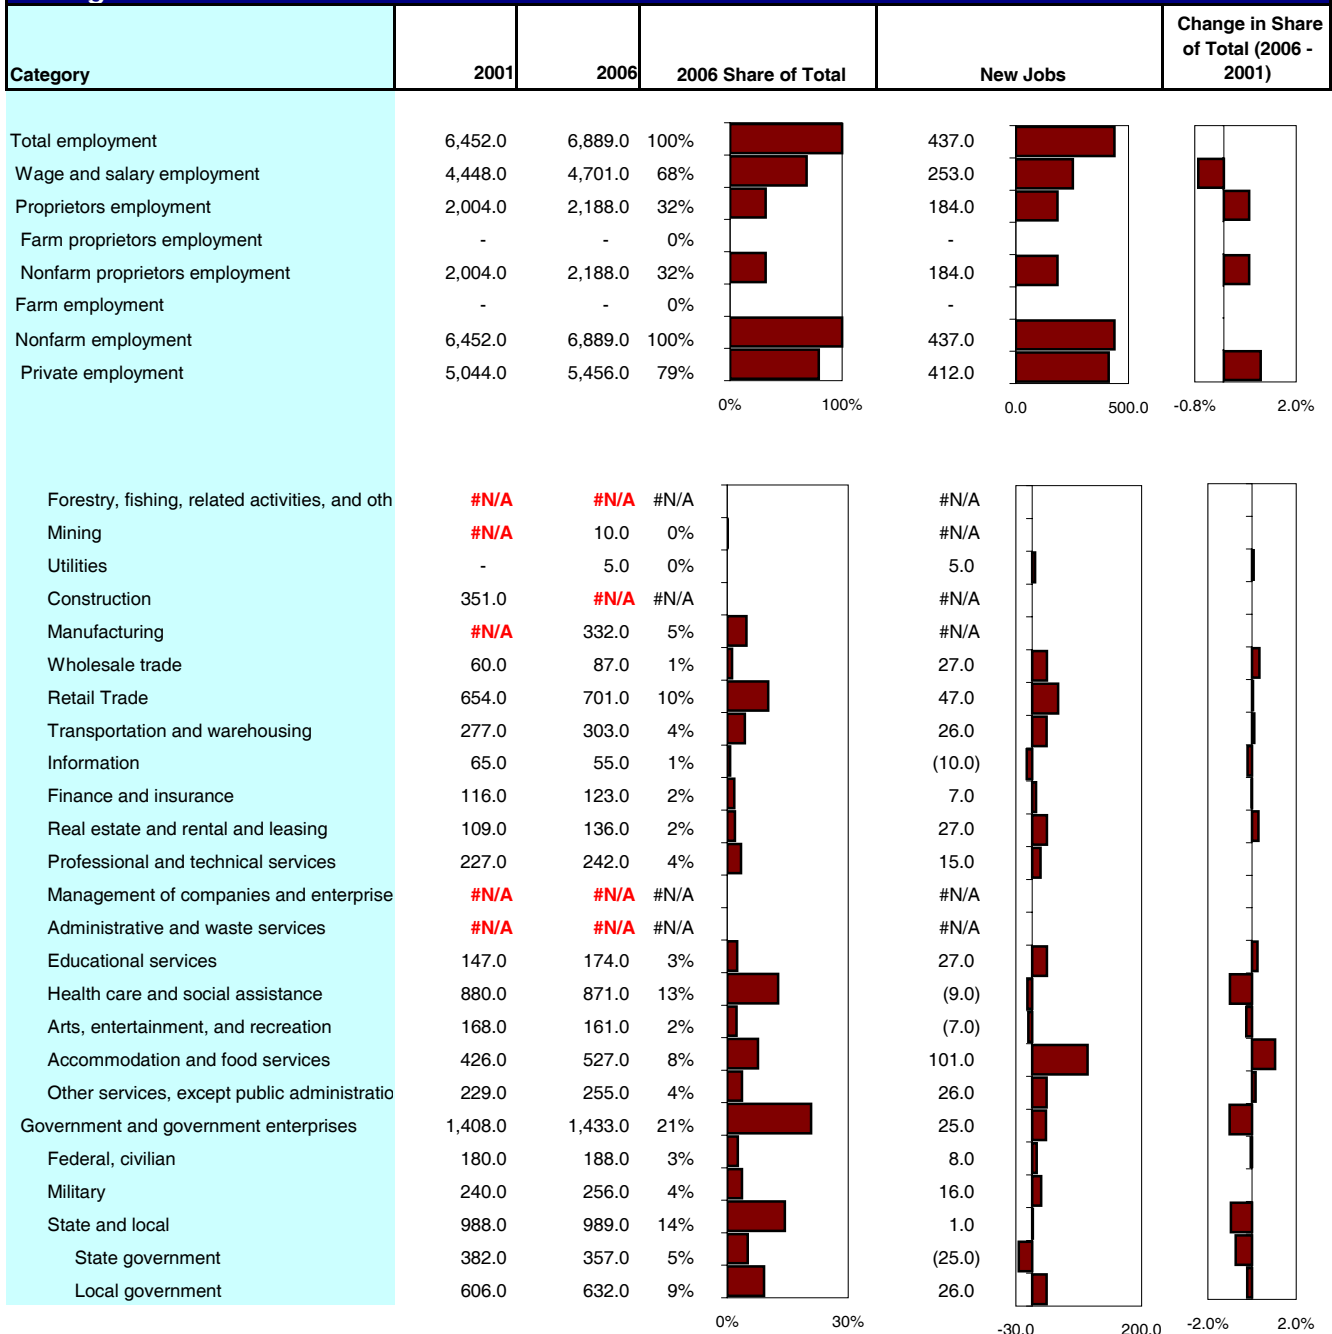 Change in Share
of Total (2006 -
Category 2001 2006 2006 Share of Total New Jobs 2001)
Total employment 6,452.0 6,889.0 100% 437.0
Wage and salary employment 4,448.0 4,701.0 68% 253.0
Proprietors employment 2,004.0 2,188.0 32% 184.0
Farm proprietors employment - - 0% -
Nonfarm proprietors employment 2,004.0 2,188.0 32% 184.0
Farm employment - - 0% -
Nonfarm employment 6,452.0 6,889.0 100% 437.0
Private employment 5,044.0 5,456.0 79% 412.0
0% 100% 0.0 500.0 -0.8% 2.0%
Forestry, fishing, related activities, and oth #N/A #N/A #N/A #N/A
Mining #N/A 10.0 0% #N/A
Utilities - 5.0 0% 5.0
Construction 351.0 #N/A #N/A #N/A
Manufacturing #N/A 332.0 5% #N/A
Wholesale trade 60.0 87.0 1% 27.0
Retail Trade 654.0 701.0 10% 47.0
Transportation and warehousing 277.0 303.0 4% 26.0
Information 65.0 55.0 1% (10.0)
Finance and insurance 116.0 123.0 2% 7.0
Real estate and rental and leasing 109.0 136.0 2% 27.0
Professional and technical services 227.0 242.0 4% 15.0
Management of companies and enterprise #N/A #N/A #N/A #N/A
Administrative and waste services #N/A #N/A #N/A #N/A
Educational services 147.0 174.0 3% 27.0
Health care and social assistance 880.0 871.0 13% (9.0)
Arts, entertainment, and recreation 168.0 161.0 2% (7.0)
Accommodation and food services 426.0 527.0 8% 101.0
Other services, except public administratio 229.0 255.0 4% 26.0
Government and government enterprises 1,408.0 1,433.0 21% 25.0
Federal, civilian 180.0 188.0 3% 8.0
Military 240.0 256.0 4% 16.0
State and local 988.0 989.0 14% 1.0
State government 382.0 357.0 5% (25.0)
Local government 606.0 632.0 9% 26.0
0% 30% -30.0 200.0 -2.0% 2.0%